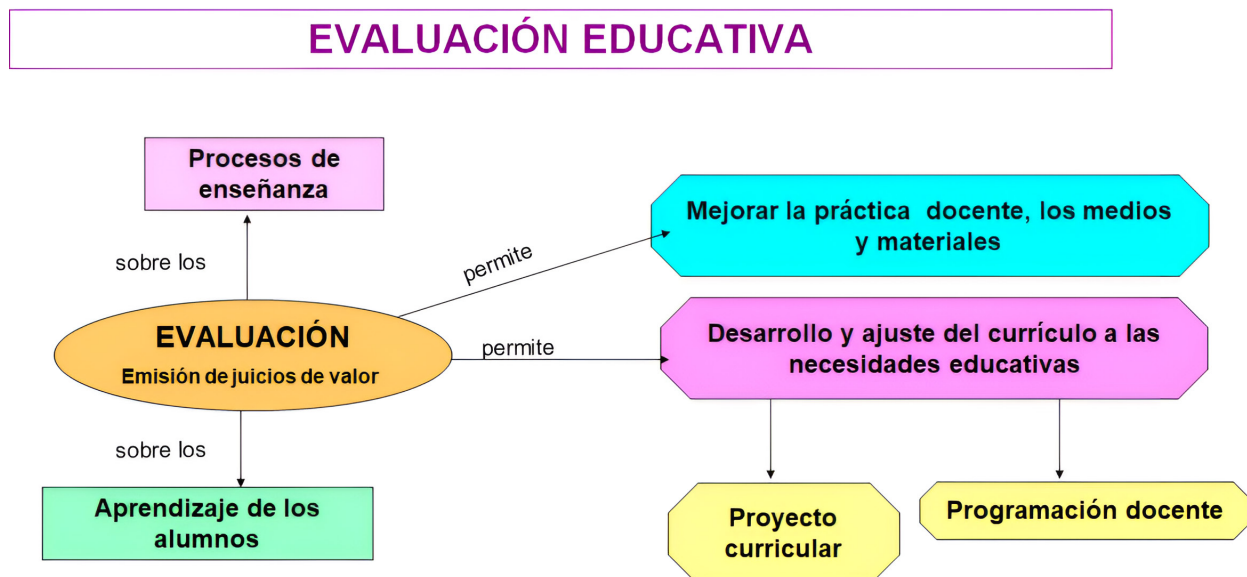 EVALUACIÓN EDUCATIVA
Procesos de
enseñanza
sobre los
EVALUACIÓN
Emisión de juicios de valor
sobre los
Aprendizaje de los
alumnos
permite
Mejorar la práctica docente, los medios
y materiales
permite
Desarrollo y ajuste del currículo a las
necesidades educativas
Proyecto
curricular
Programación docente